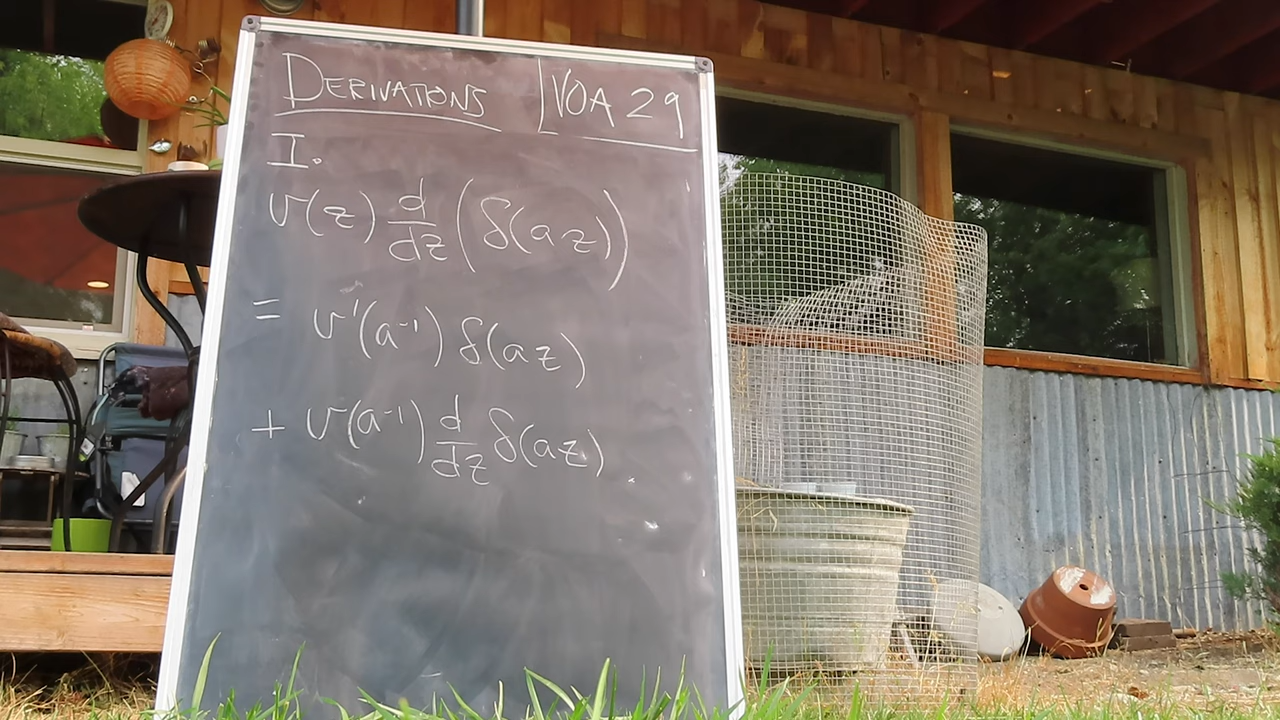 DERIVATIONS VOA 29
I.
v(z) d/dz (δ(az))
= v'(a⁻¹) δ(az)
+ v(a⁻¹) d/dz δ(az)